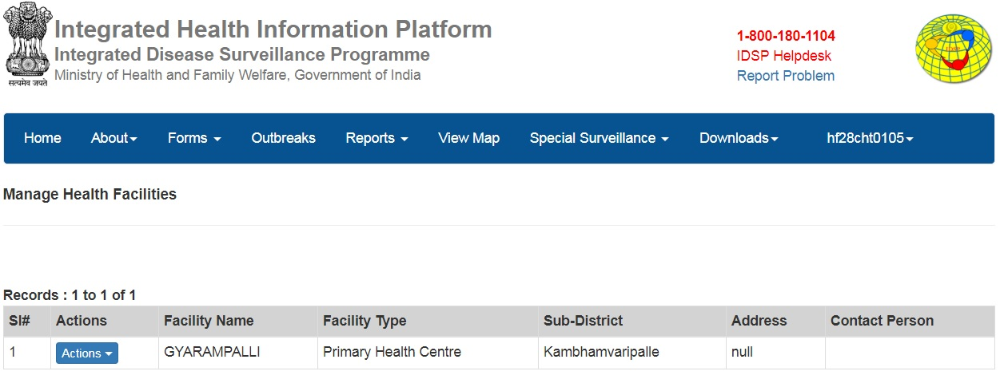 Integrated Health Information Platform
Integrated Disease Surveillance Programme
Ministry of Health and Family Welfare, Government of India
सत्यमेव जयते
1-800-180-1104
IDSP Helpdesk
Report Problem
IDSP
Home About Forms Outbreaks Reports View Map Special Surveillance Downloads hf28cht0105
Manage Health Facilities
Records : 1 to 1 of 1
Sl# Actions Facility Name Facility Type Sub-District Address Contact Person
1 Actions GYARAMPALLI Primary Health Centre Kambhamvaripalle null